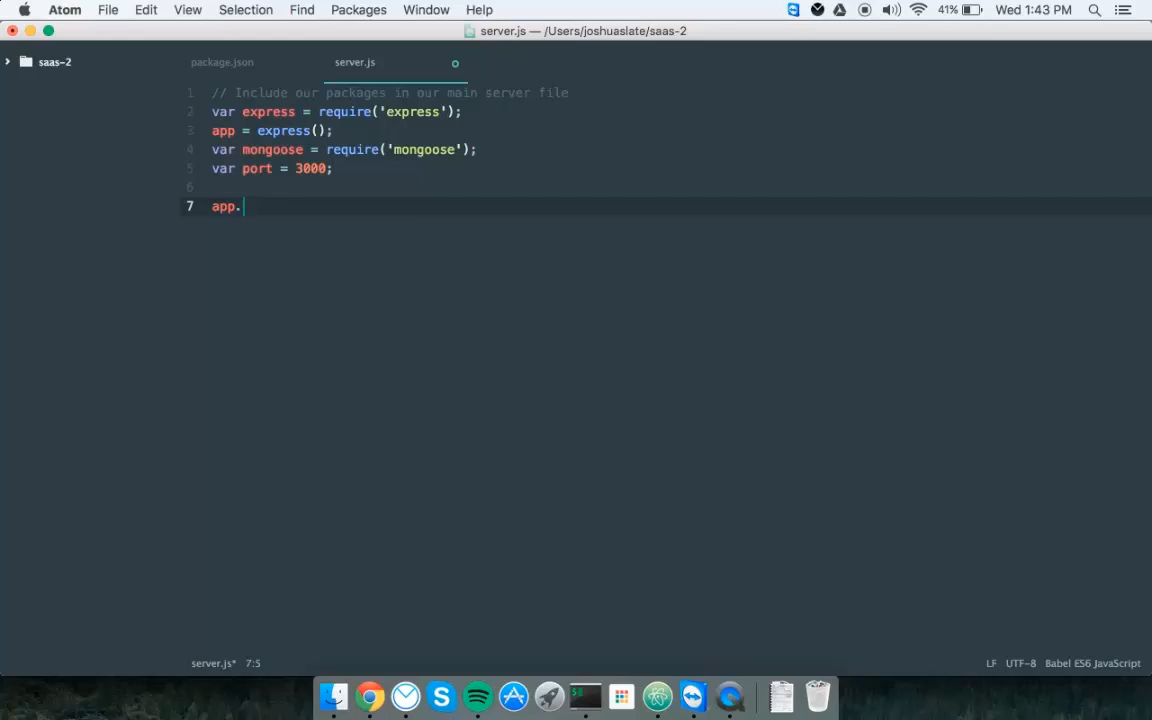 Atom File Edit View Selection Find Packages Window Help 41% Wed 1:43 PM
server.js — /Users/joshuaslate/saas-2
saas-2 package.json server.js
1 // Include our packages in our main server file
2 var express = require('express');
3 app = express();
4 var mongoose = require('mongoose');
5 var port = 3000;
6
7 app.
server.js* 7:5 LF UTF-8 Babel ES6 JavaScript